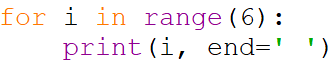 for i in range(6):
    print(i, end=' ')